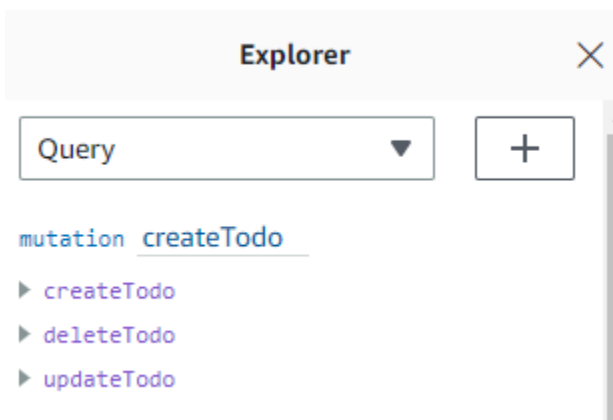 Explorer
Query
mutation createTodo
createTodo
deleteTodo
updateTodo